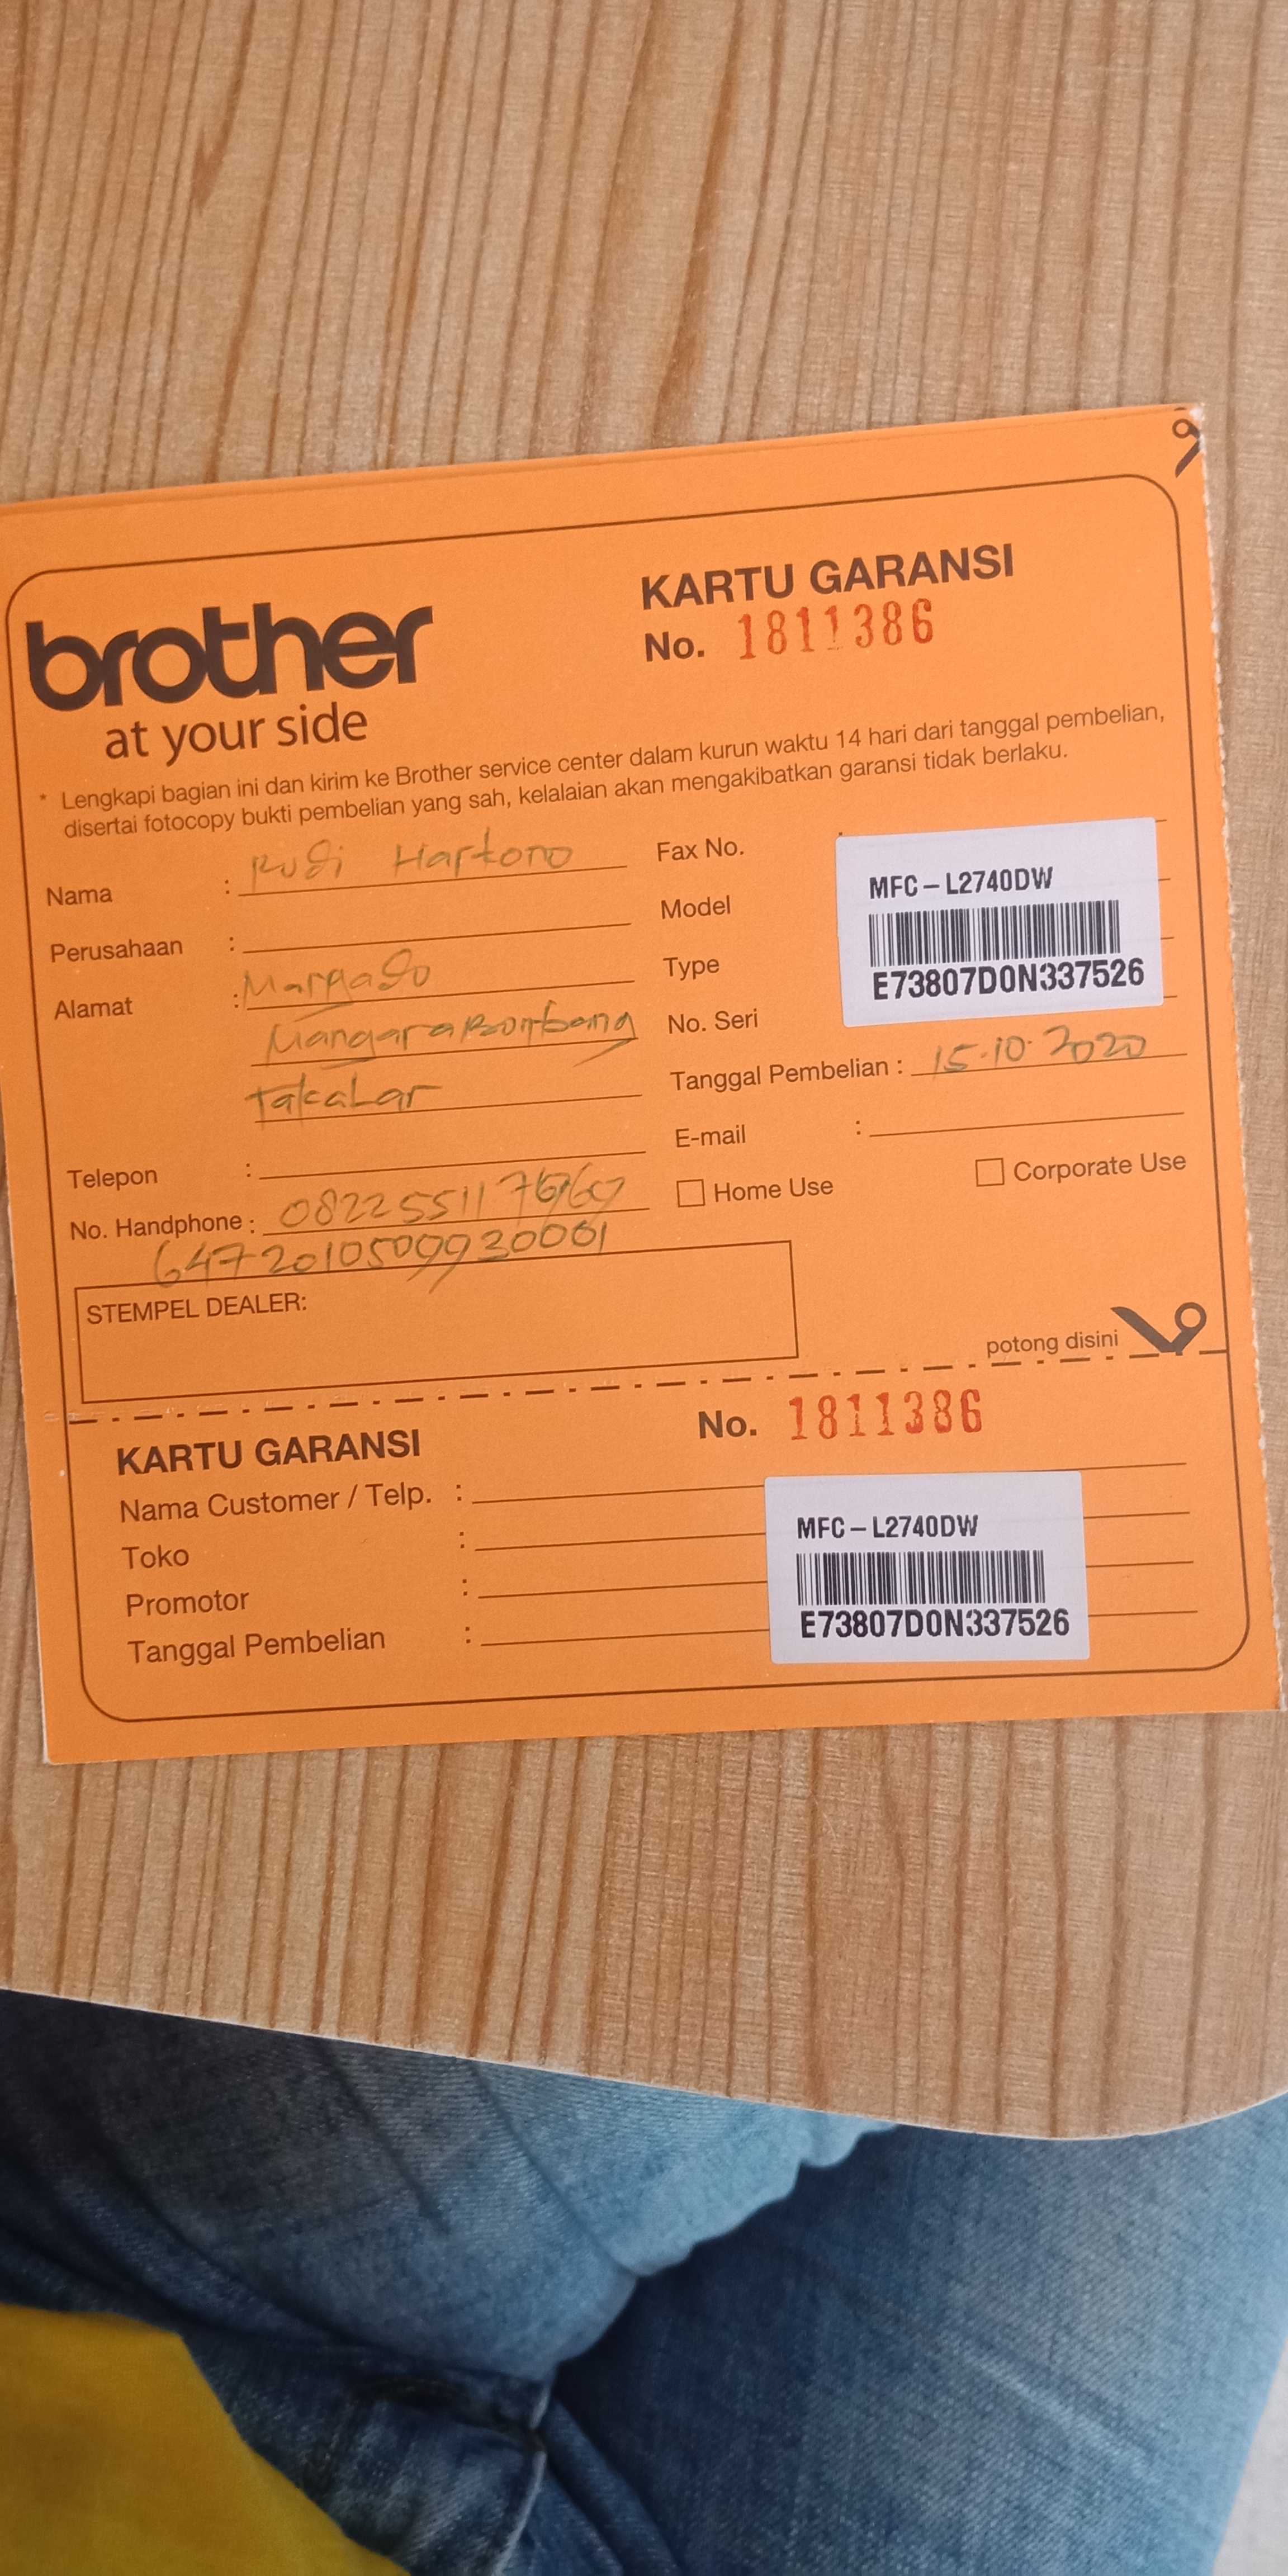 brother
at your side
KARTU GARANSI
No. 1811386
* Lengkapi bagian ini dan kirim ke Brother service center dalam kurun waktu 14 hari dari tanggal pembelian,
disertai fotocopy bukti pembelian yang sah, kelalaian akan mengakibatkan garansi tidak berlaku.
Nama : Hartono
Perusahaan :
Alamat :
Mangarabombang
Takalar
Telepon :
No. Handphone :
6472010509930001
Fax No.
Model
Type
No. Seri
MFC-L2740DW
E73807D0N337526
Tanggal Pembelian : 15.10.2020
E-mail :
Home Use
Corporate Use
STEMPEL DEALER:
potong disini
KARTU GARANSI
No. 1811386
Nama Customer / Telp. :
Toko :
Promotor :
Tanggal Pembelian :
MFC-L2740DW
E73807D0N337526